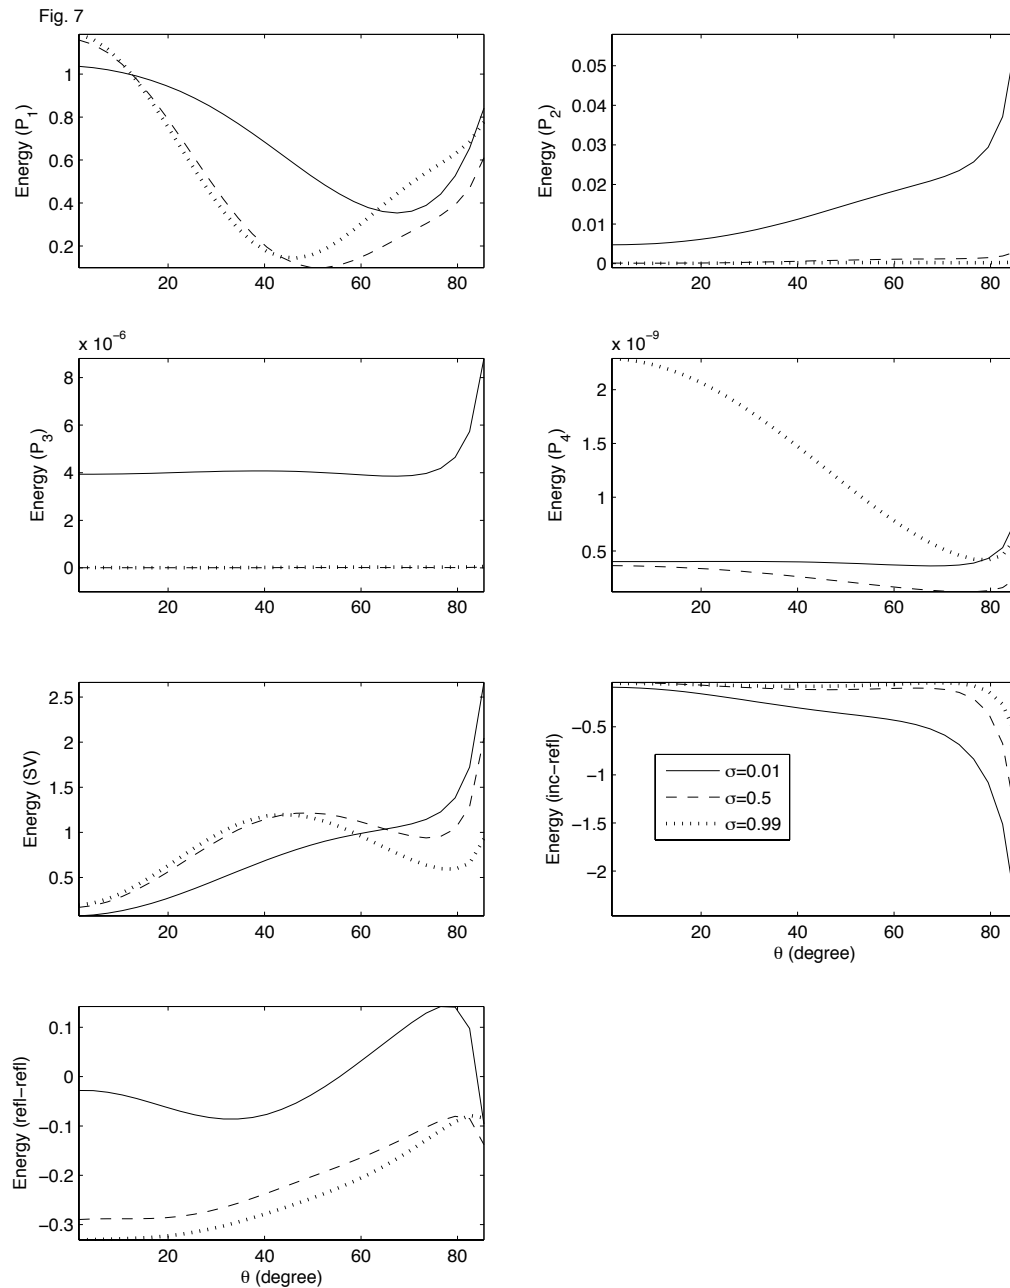 Fig. 7
Energy (P1)
1
0.8
0.6
0.4
0.2
20 40 60 80
Energy (P2)
0.05
0.04
0.03
0.02
0.01
0
20 40 60 80
x 10−6
Energy (P3)
8
6
4
2
0
20 40 60 80
x 10−9
Energy (P4)
2
1.5
1
0.5
20 40 60 80
Energy (SV)
2.5
2
1.5
1
0.5
20 40 60 80
Energy (inc−refl)
−0.5
−1
−1.5
−2
σ=0.01
σ=0.5
σ=0.99
20 40 60 80
θ (degree)
Energy (refl−refl)
0.1
0
−0.1
−0.2
−0.3
20 40 60 80
θ (degree)